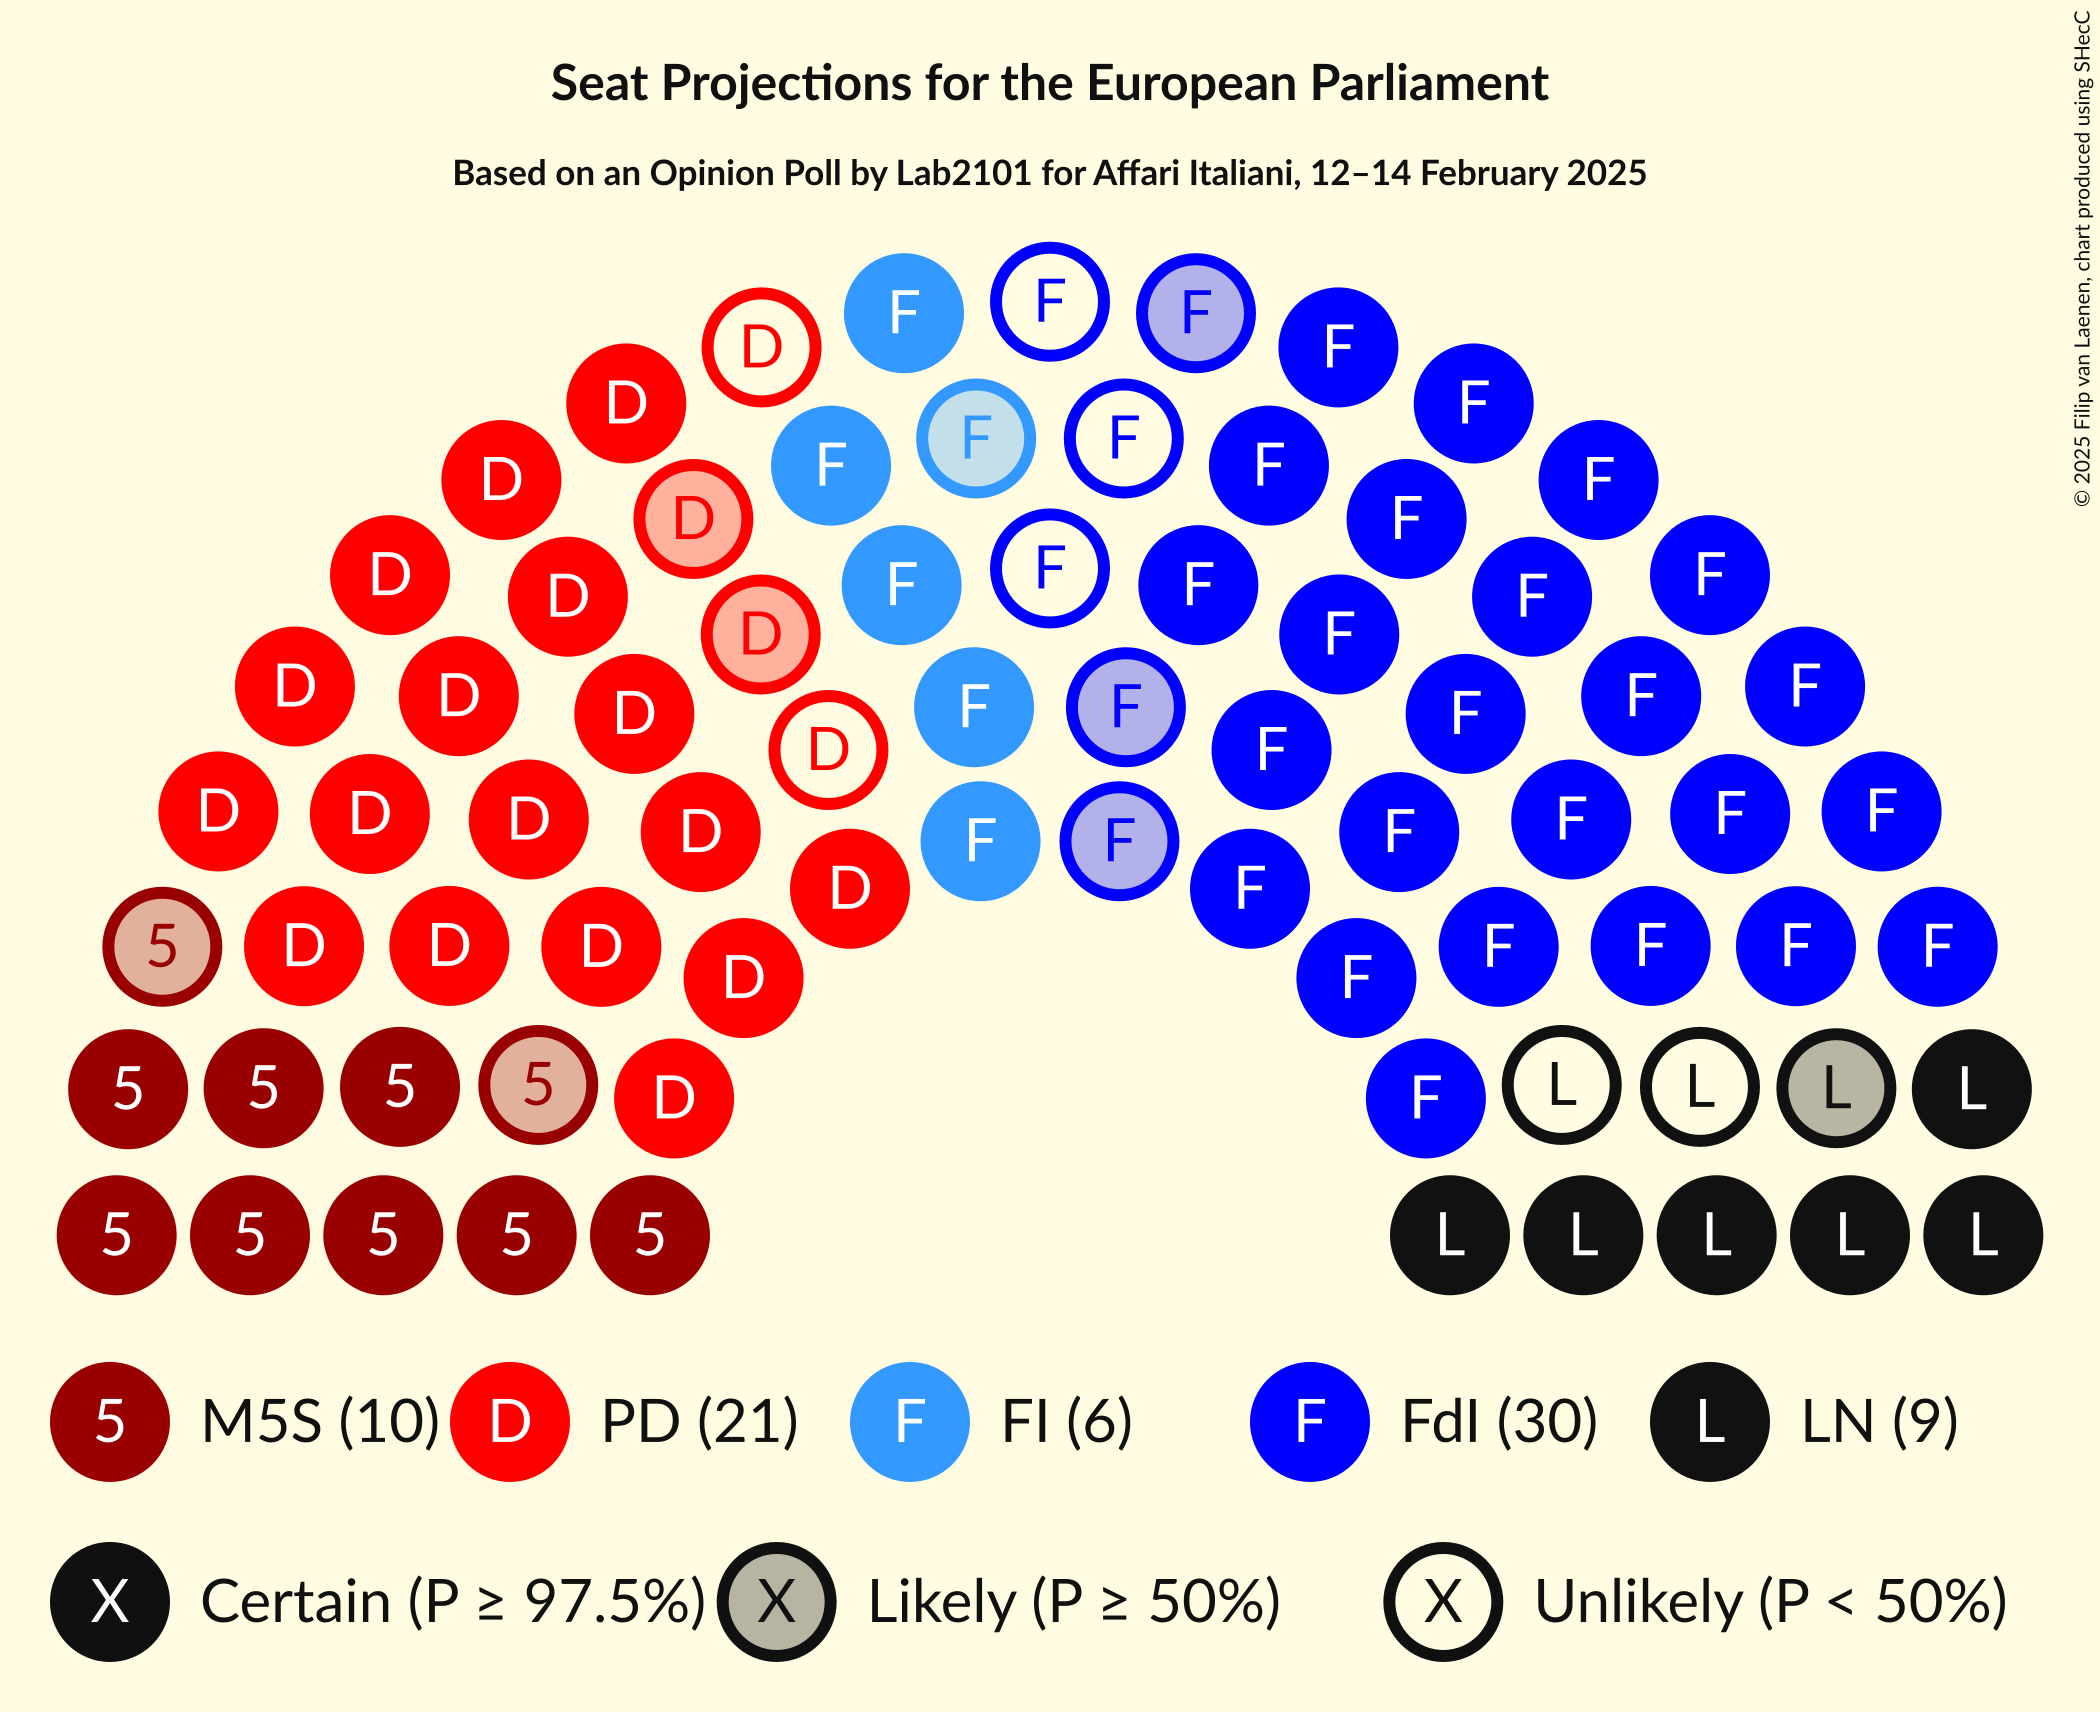 Seat Projections for the European Parliament
Based on an Opinion Poll by Lab2101 for Affari Italiani, 12–14 February 2025
© 2025 Filip van Laenen, chart produced using SHecC
D F F F F
D F F F
D D F F F F
D D F F F F F
D F
D D D F F F F F
D F
D D D D F F F F F F
D F
5 D D D D F F F F F
5 5 5 5 D F L L L L
5 5 5 5 5 L L L L L
5 M5S (10) D PD (21) F FI (6) F FdI (30) L LN (9)
X Certain (P ≥ 97.5%) X Likely (P ≥ 50%) X Unlikely (P < 50%)